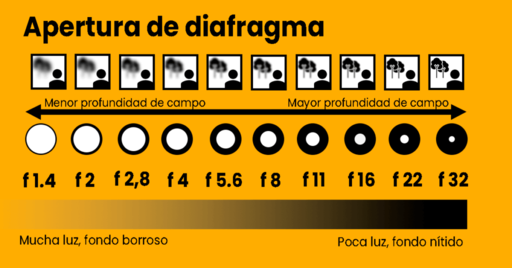 Apertura de diafragma
Menor profundidad de campo Mayor profundidad de campo
f 1.4 f 2 f 2,8 f 4 f 5.6 f 8 f 11 f 16 f 22 f 32
Mucha luz, fondo borroso Poca luz, fondo nítido